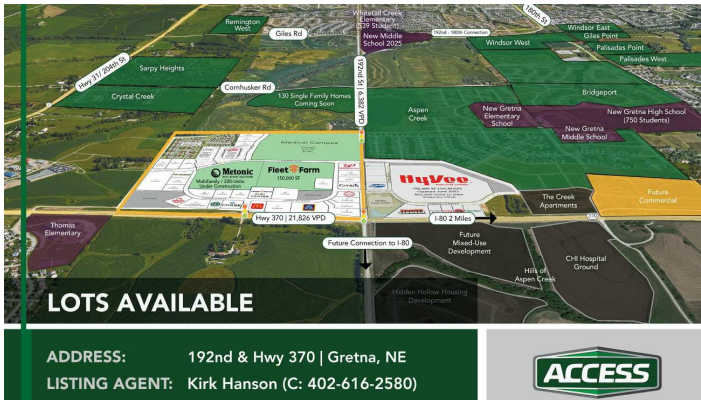 Whitetail Creek
Elementary
(539 Student)
180th St
Remington
West
Giles Rd
New Middle
School 2025
192nd - 180th Connection
Windsor West
Windsor East
Giles Point
Palisades Point
Palisades West
Hwy 31/ 204th St
Sarpy Heights
Crystal Creek
Cornhusker Rd
130 Single Family Homes
Coming Soon
192nd St | 6,382 VPD
Aspen
Creek
Bridgeport
New Gretna
Elementary
School
New Gretna High School
(750 Students)
New Gretna
Middle School
Medical Campus
Metonic
Multifamily / 220-Units
Under Construction
Fleet Farm
150,000 SF
HyVee
The Creek
Apartments
Future
Commercial
Hwy 370 | 21,826 VPD
I-80 2 Miles
370
Thomas
Elementary
Future Connection to I-80
Future
Mixed-Use
Development
CHI Hospital
Ground
Hills of
Aspen Creek
Hidden Hollow Housing
Development
LOTS AVAILABLE
ADDRESS: 192nd & Hwy 370 | Gretna, NE
LISTING AGENT: Kirk Hanson (C: 402-616-2580)
ACCESS